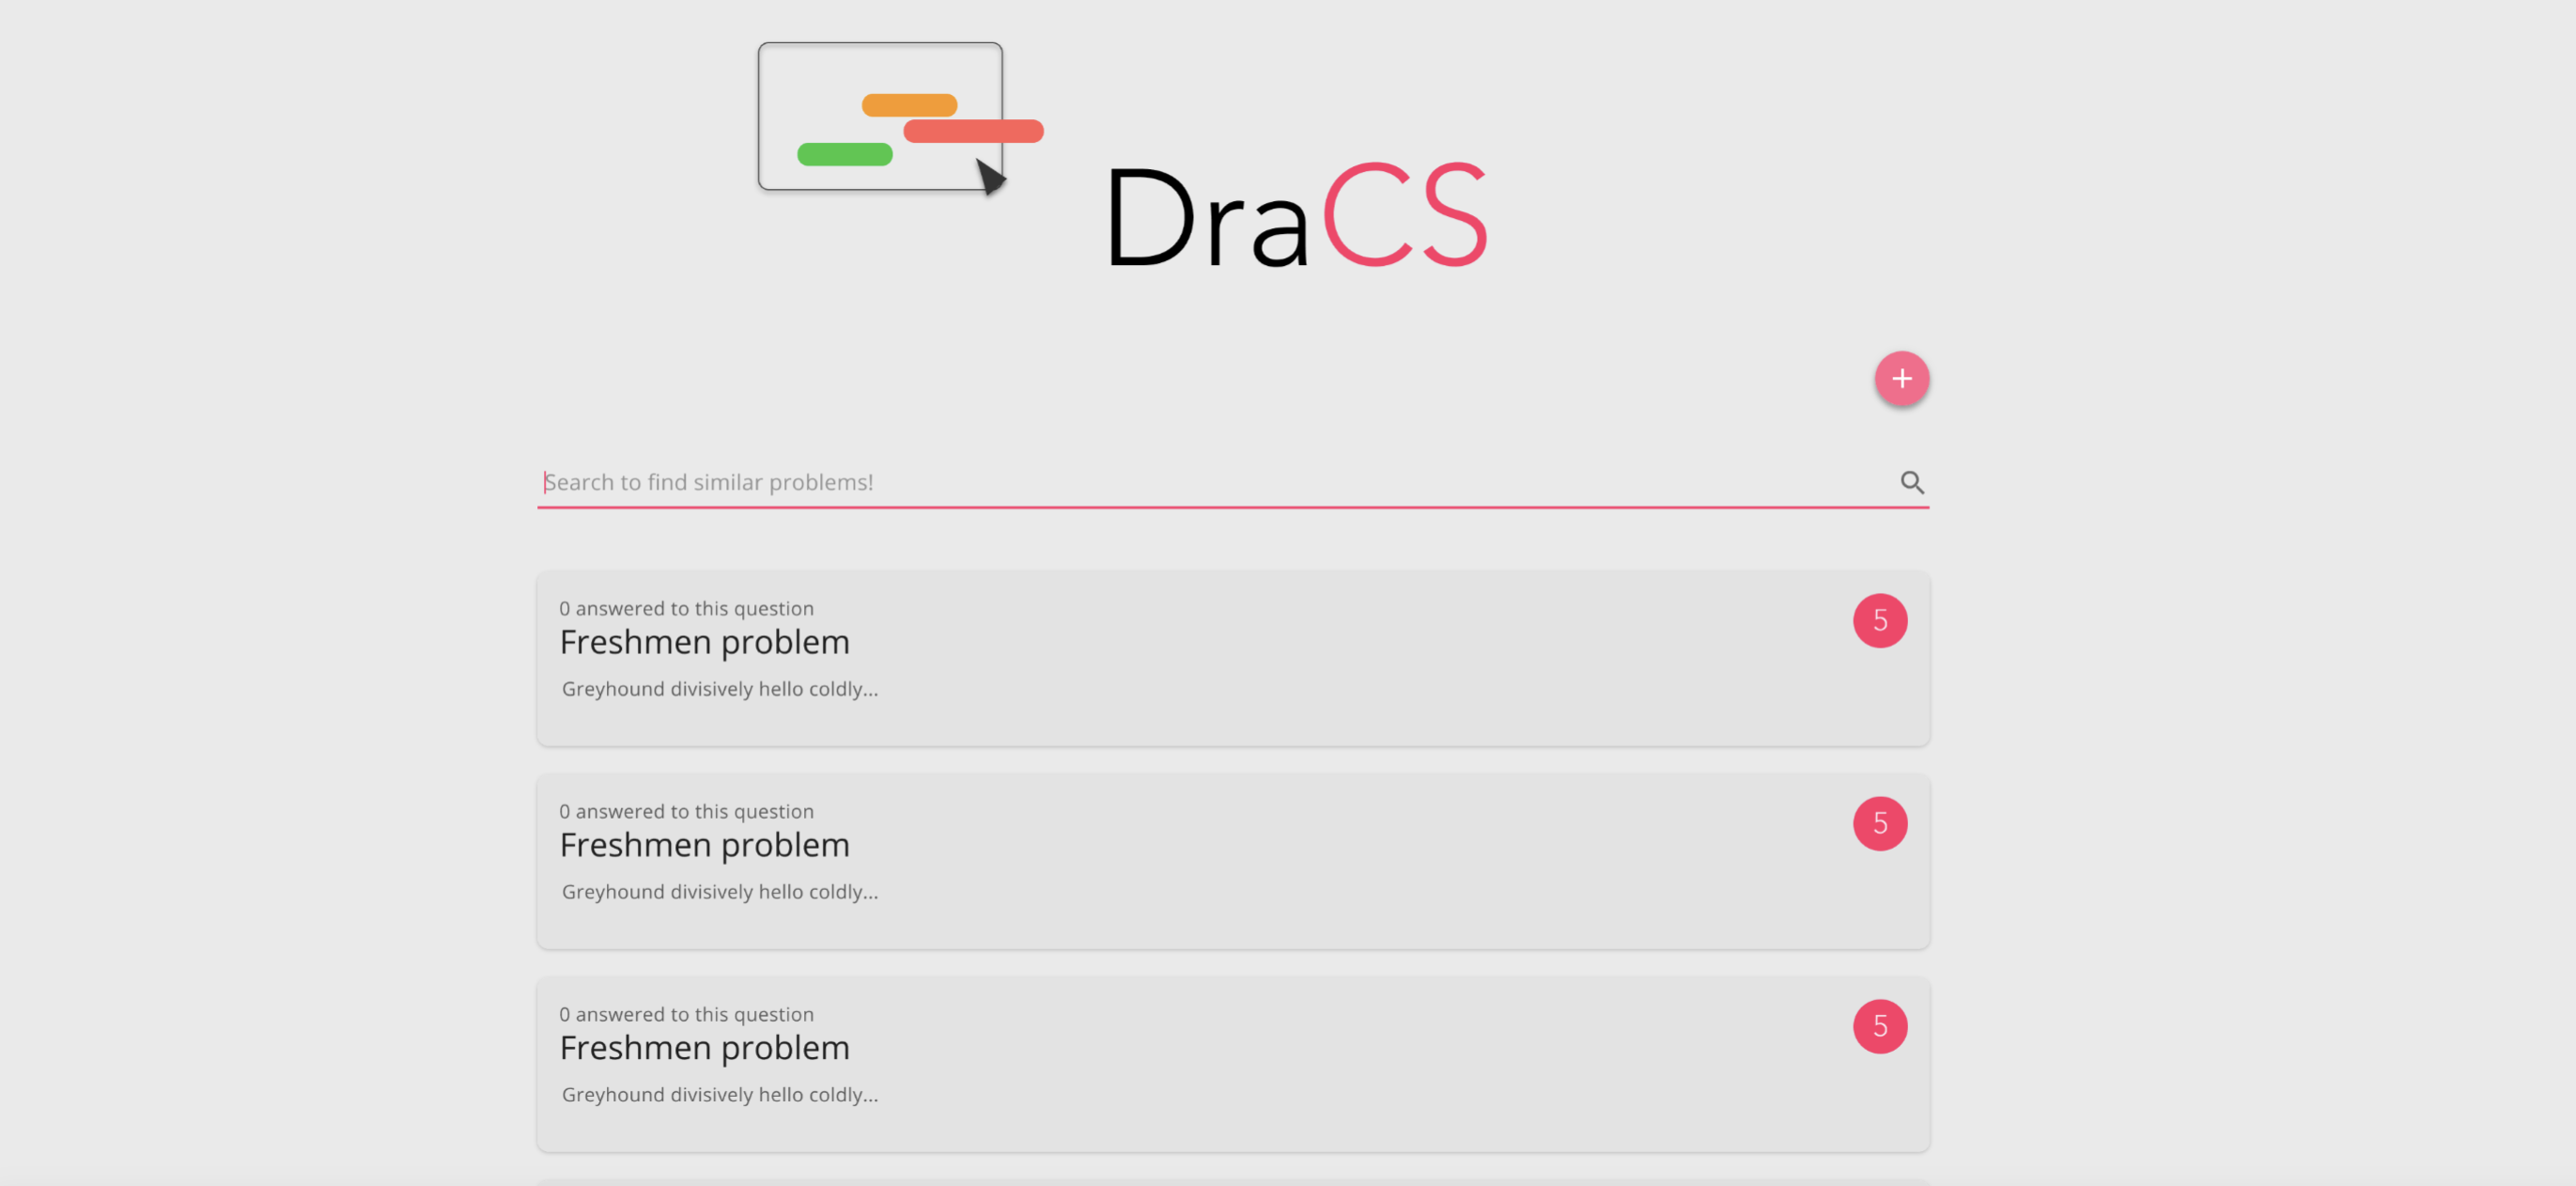 DraCS
+
Search to find similar problems!
0 answered to this question
Freshmen problem
5
Greyhound divisively hello coldly...
0 answered to this question
Freshmen problem
5
Greyhound divisively hello coldly...
0 answered to this question
Freshmen problem
5
Greyhound divisively hello coldly...